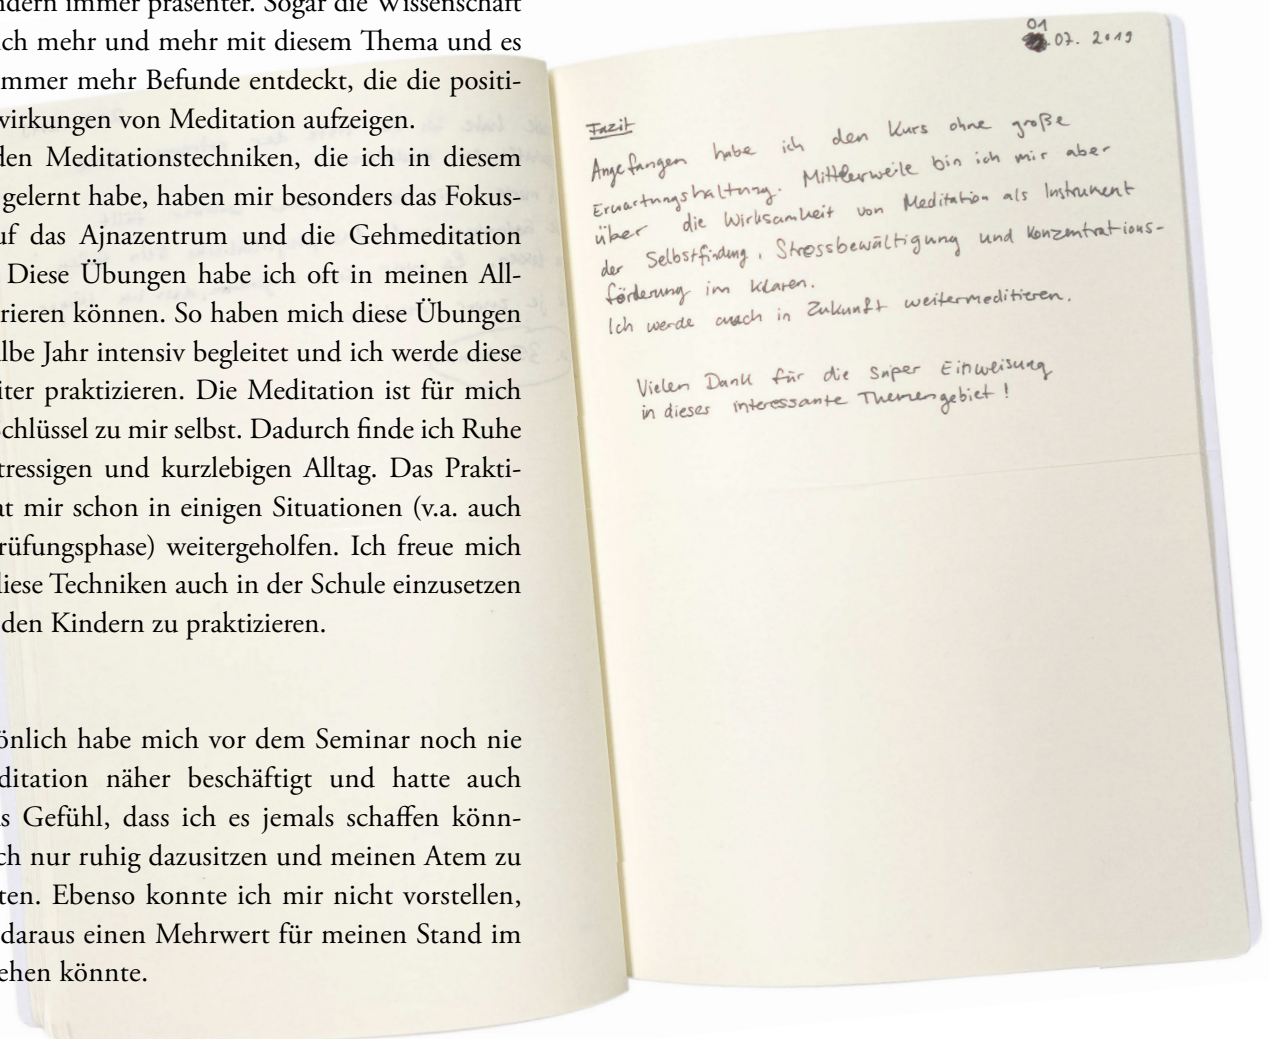 ndern immer präsenter. Sogar die Wissenschaft
ich mehr und mehr mit diesem Thema und es
immer mehr Befunde entdeckt, die die positi-
wirkungen von Meditation aufzeigen.
den Meditationstechniken, die ich in diesem
gelernt habe, haben mir besonders das Fokus-
uf das Ajnazentrum und die Gehmeditation
Diese Übungen habe ich oft in meinen All-
rieren können. So haben mich diese Übungen
albe Jahr intensiv begleitet und ich werde diese
iter praktizieren. Die Meditation ist für mich
chlüssel zu mir selbst. Dadurch finde ich Ruhe
tressigen und kurzlebigen Alltag. Das Prakti-
at mir schon in einigen Situationen (v.a. auch
rüfungsphase) weitergeholfen. Ich freue mich
diese Techniken auch in der Schule einzusetzen
den Kindern zu praktizieren.
önlich habe mich vor dem Seminar noch nie
ditation näher beschäftigt und hatte auch
s Gefühl, dass ich es jemals schaffen könn-
ch nur ruhig dazusitzen und meinen Atem zu
ten. Ebenso konnte ich mir nicht vorstellen,
daraus einen Mehrwert für meinen Stand im
ehen könnte.
01
.07. 2019
Fazit
Angefangen habe ich den Kurs ohne große
Erwartungshaltung. Mittlerweile bin ich mir aber
über die Wirksamkeit von Meditation als Instrument
der Selbstfindung, Stressbewältigung und Konzentrations-
förderung im Klaren.
Ich werde auch in Zukunft weitermeditieren.
Vielen Dank für die super Einweisung
in dieses interessante Themengebiet!